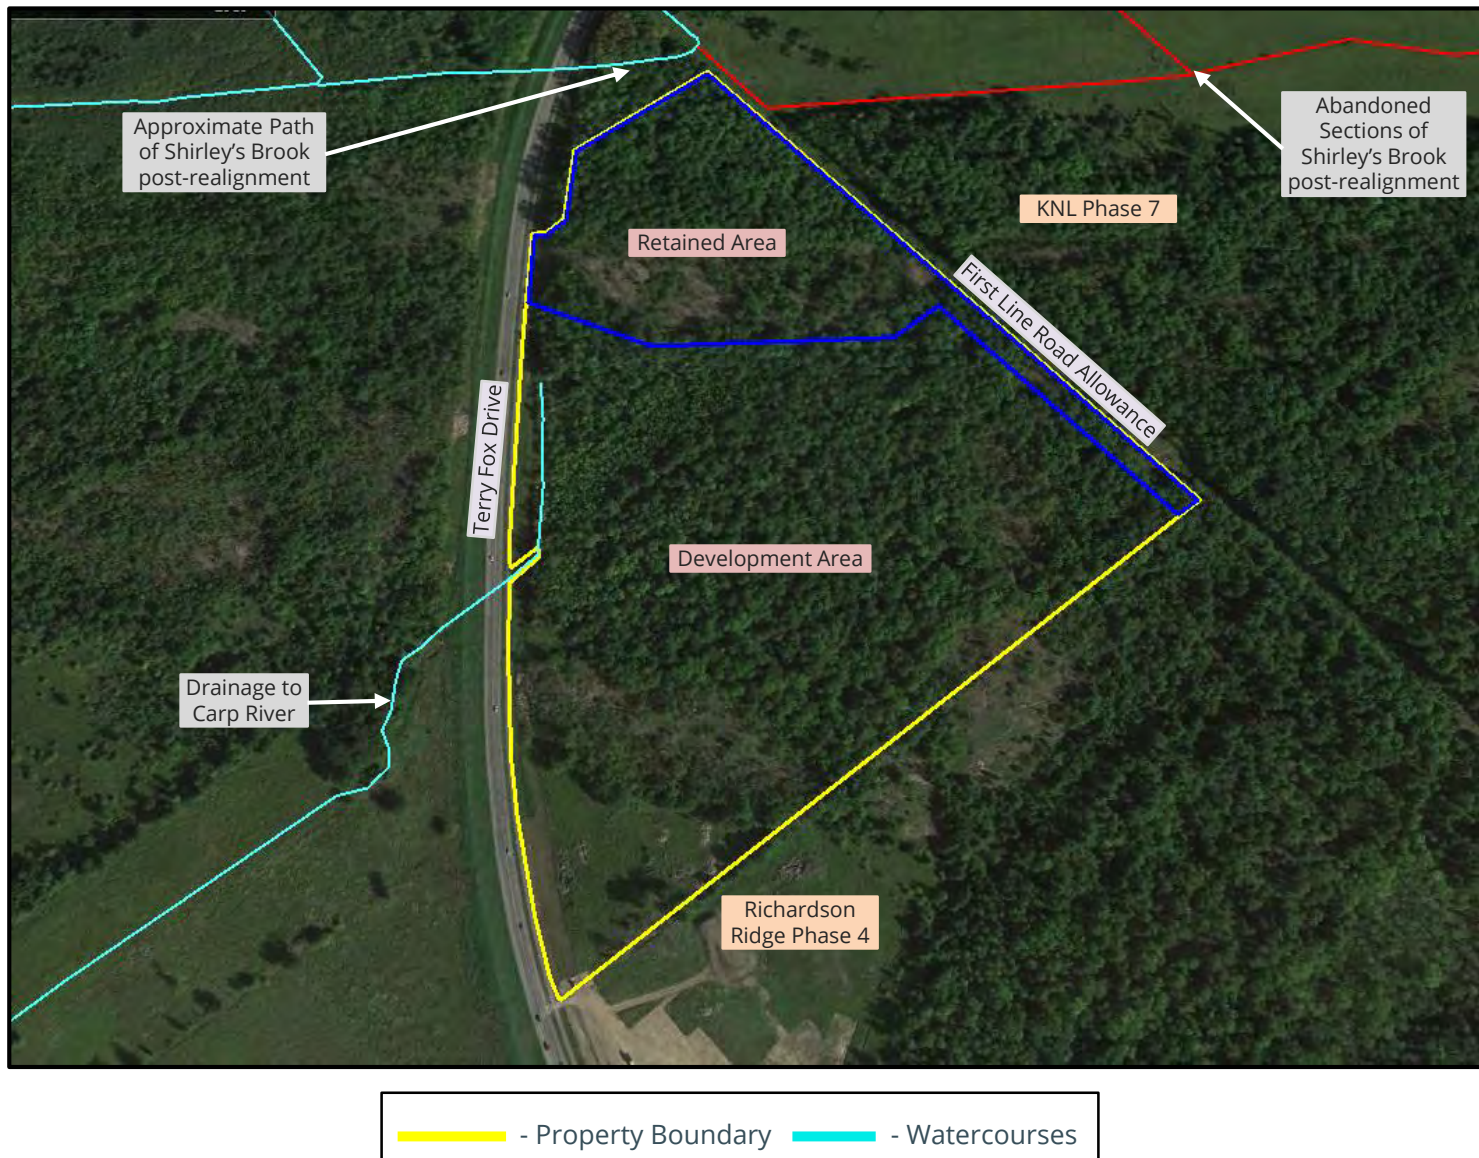 Approximate Path
of Shirley's Brook
post-realignment
Abandoned
Sections of
Shirley's Brook
post-realignment
KNL Phase 7
Retained Area
First Line Road Allowance
Terry Fox Drive
Development Area
Drainage to
Carp River
Richardson
Ridge Phase 4
- Property Boundary
- Watercourses